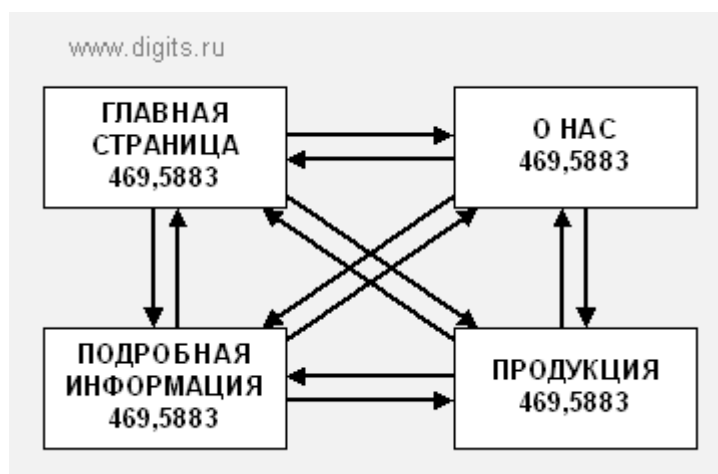 www.digits.ru
ГЛАВНАЯ
СТРАНИЦА
469,5883
О НАС
469,5883
ПОДРОБНАЯ
ИНФОРМАЦИЯ
469,5883
ПРОДУКЦИЯ
469,5883